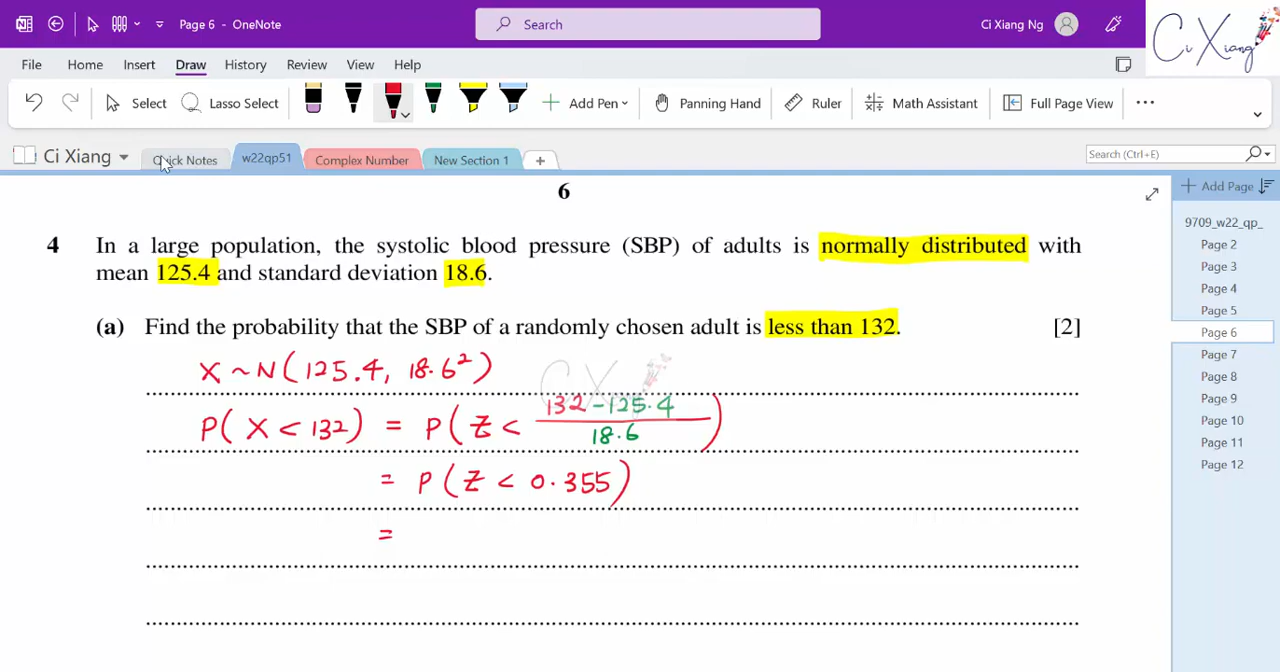 Page 6 - OneNote
Search
Ci Xiang Ng
Ci Xiang
File Home Insert Draw History Review View Help
Select Lasso Select Add Pen Panning Hand Ruler Math Assistant Full Page View
Ci Xiang Quick Notes w22qp51 Complex Number New Section 1 + Search (Ctrl+E)
Add Page
9709_w22_qp_
Page 2
Page 3
Page 4
Page 5
Page 6
Page 7
Page 8
Page 9
Page 10
Page 11
Page 12
6
4 In a large population, the systolic blood pressure (SBP) of adults is normally distributed with
mean 125.4 and standard deviation 18.6.
(a) Find the probability that the SBP of a randomly chosen adult is less than 132. [2]
X ~ N(125.4, 18.6²)
CX
P(X < 132) = P(Z < (132 - 125.4)/18.6)
= P(Z < 0.355)
=